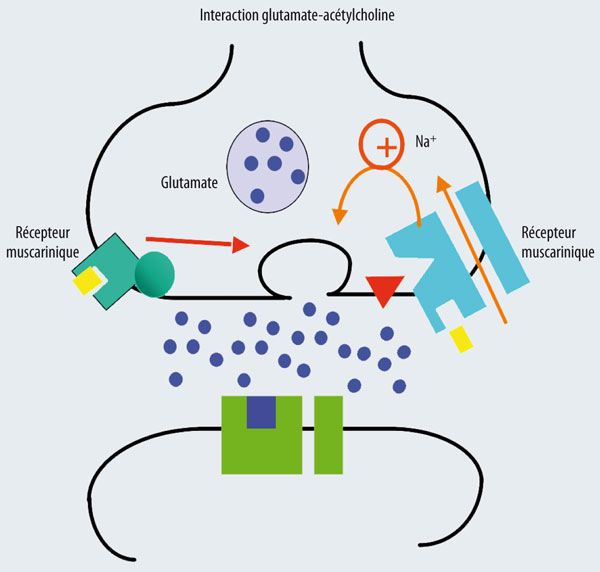 Interaction glutamate-acétylcholine
Na⁺
Glutamate
Récepteur
muscarinique
Récepteur
muscarinique